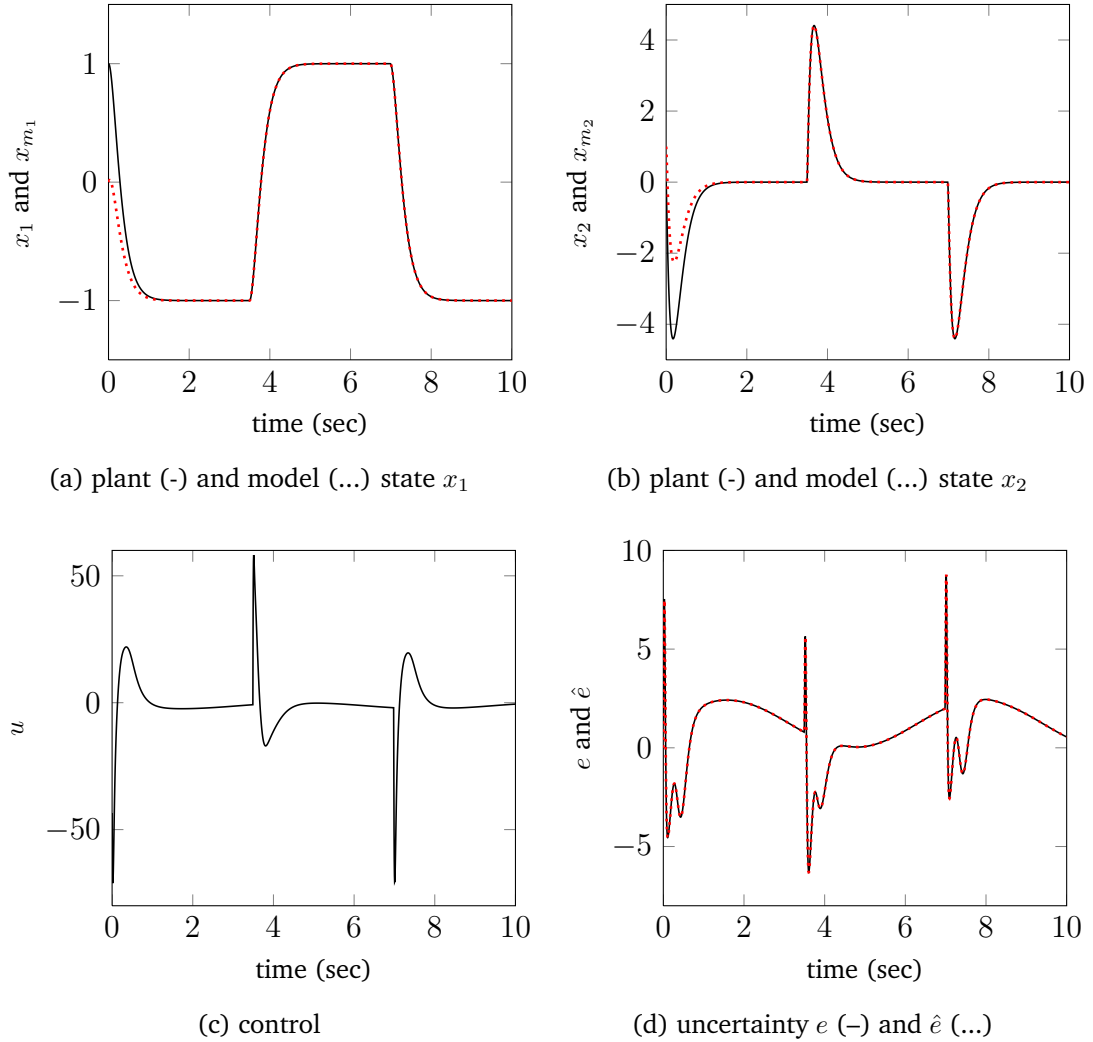 1
0
−1
0 2 4 6 8 10
x₁ and xₘ₁
time (sec)
(a) plant (-) and model (...) state x₁
4
2
0
−2
−4
0 2 4 6 8 10
x₂ and xₘ₂
time (sec)
(b) plant (-) and model (...) state x₂
50
0
−50
0 2 4 6 8 10
u
time (sec)
(c) control
10
5
0
−5
0 2 4 6 8 10
e and ê
time (sec)
(d) uncertainty e (–) and ê (...)